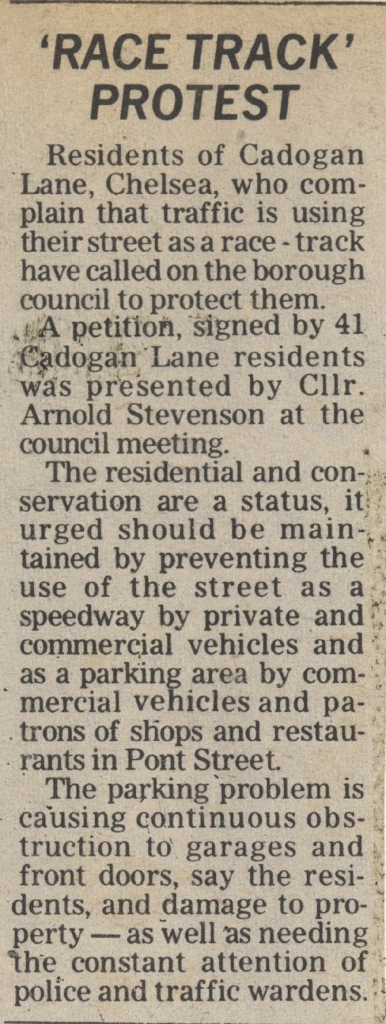 ‘RACE TRACK’
PROTEST
Residents of Cadogan
Lane, Chelsea, who com-
plain that traffic is using
their street as a race - track
have called on the borough
council to protect them.
A petition, signed by 41
Cadogan Lane residents
was presented by Cllr.
Arnold Stevenson at the
council meeting.
The residential and con-
servation are a status, it
urged should be main-
tained by preventing the
use of the street as a
speedway by private and
commercial vehicles and
as a parking area by com-
mercial vehicles and pa-
trons of shops and restau-
rants in Pont Street.
The parking problem is
causing continuous obs-
truction to garages and
front doors, say the resi-
dents, and damage to pro-
perty — as well as needing
the constant attention of
police and traffic wardens.